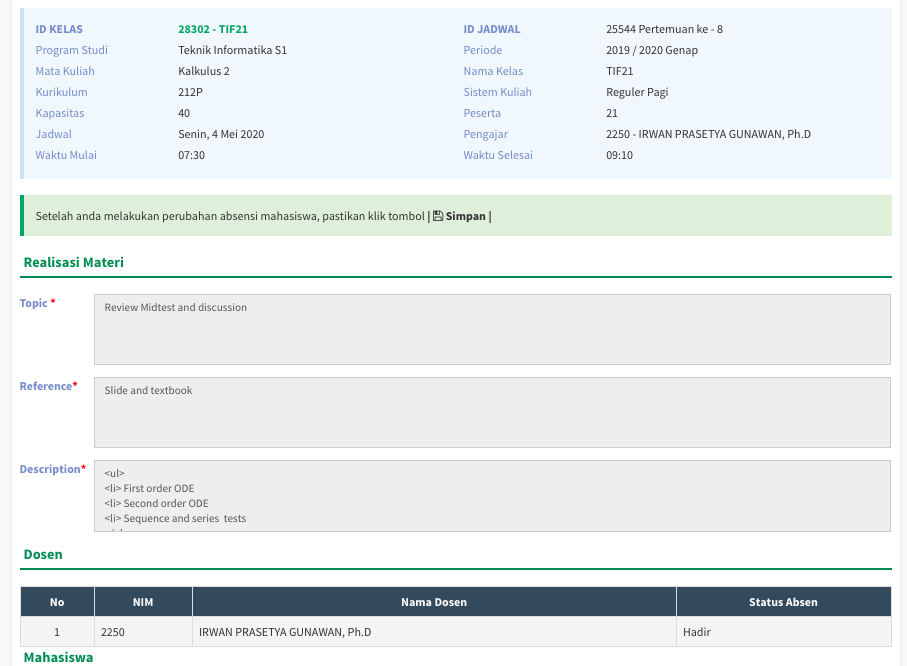 ID KELAS 28302 - TIF21 ID JADWAL 25544 Pertemuan ke - 8
Program Studi Teknik Informatika S1 Periode 2019 / 2020 Genap
Mata Kuliah Kalkulus 2 Nama Kelas TIF21
Kurikulum 212P Sistem Kuliah Reguler Pagi
Kapasitas 40 Peserta 21
Jadwal Senin, 4 Mei 2020 Pengajar 2250 - IRWAN PRASETYA GUNAWAN, Ph.D
Waktu Mulai 07:30 Waktu Selesai 09:10
Setelah anda melakukan perubahan absensi mahasiswa, pastikan klik tombol | Simpan |
Realisasi Materi
Topic * Review Midtest and discussion
Reference* Slide and textbook
Description* <ul>
<li> First order ODE
<li> Second order ODE
<li> Sequence and series  tests
Dosen
No NIM Nama Dosen Status Absen
1 2250 IRWAN PRASETYA GUNAWAN, Ph.D Hadir
Mahasiswa